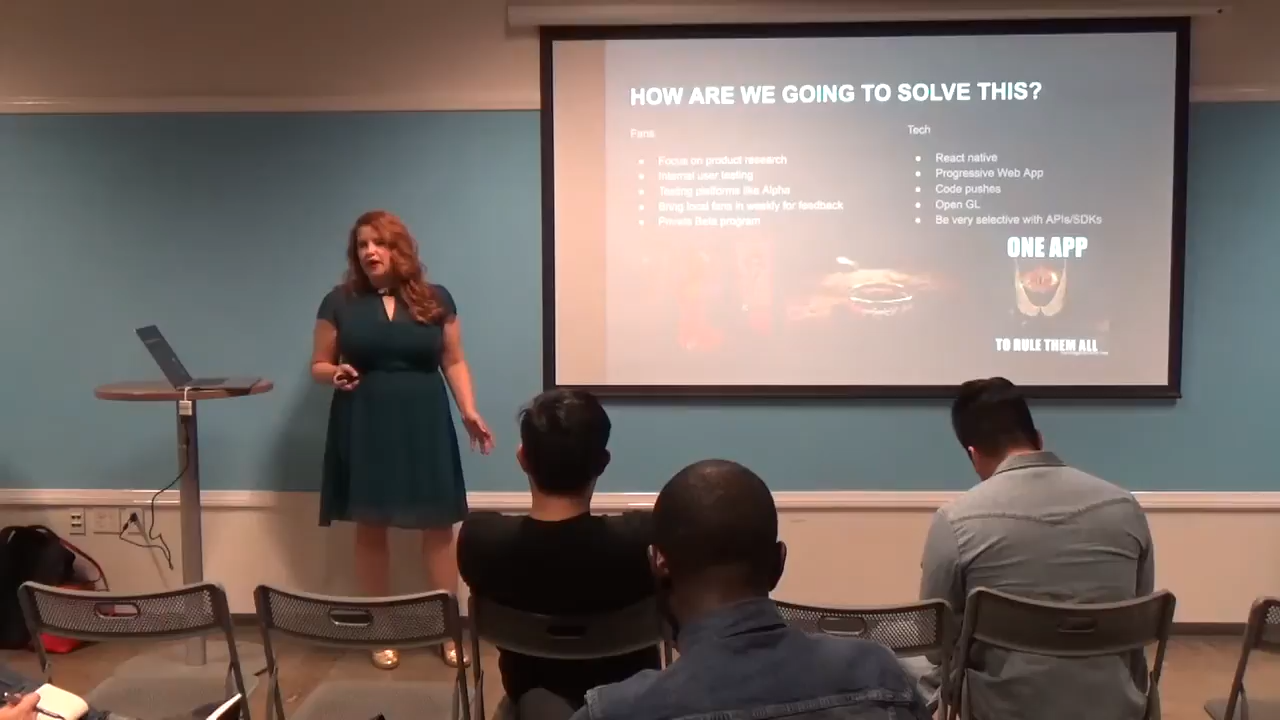 HOW ARE WE GOING TO SOLVE THIS?
Fans
Focus on product research
Internal user testing
Testing platforms like Alpha
Bring local fans in weekly for feedback
Private Beta program
Tech
React native
Progressive Web App
Code pushes
Open GL
Be very selective with APIs/SDKs
ONE APP
TO RULE THEM ALL